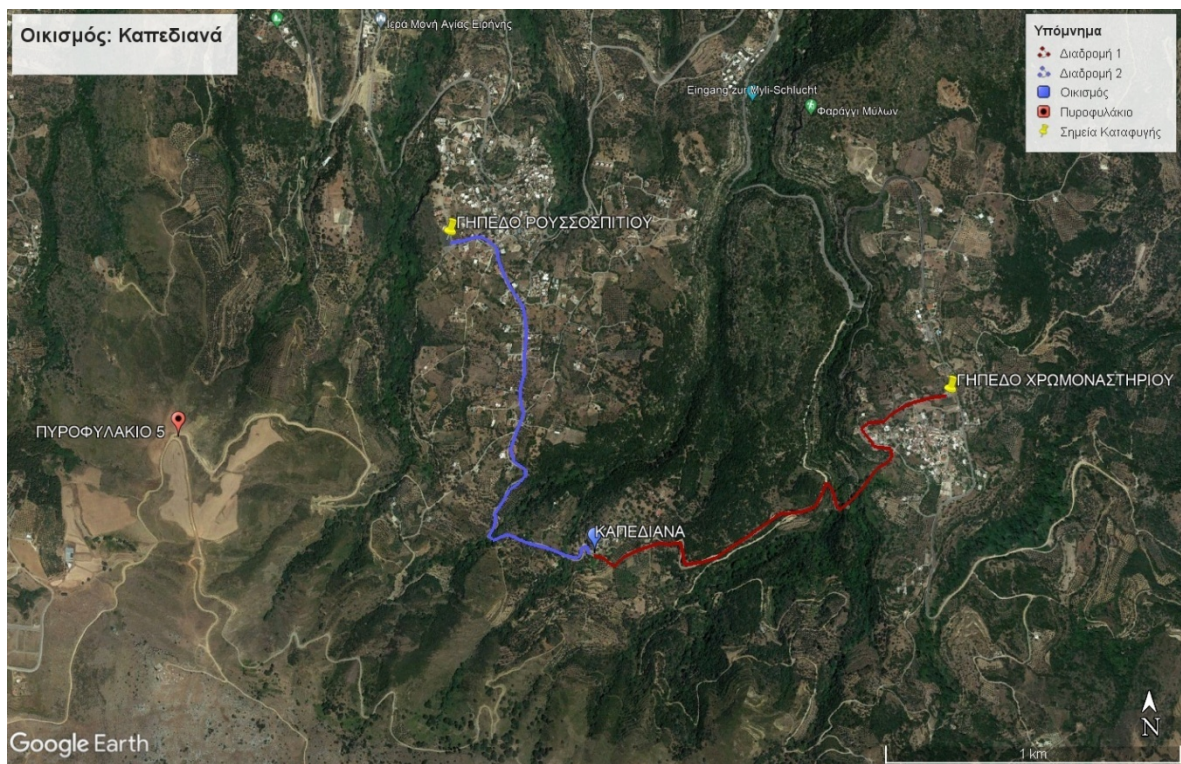 Οικισμός: Καπεδιανά
Ιερά Μονή Αγίας Ειρήνης
Υπόμνημα
Διαδρομή 1
Διαδρομή 2
Οικισμός
Πυροφυλάκιο
Σημεία Καταφυγής
Eingang zur Myli-Schlucht
Φαράγγι Μύλων
ΓΗΠΕΔΟ ΡΟΥΣΣΟΣΠΙΤΙΟΥ
ΓΗΠΕΔΟ ΧΡΩΜΟΝΑΣΤΗΡΙΟΥ
ΠΥΡΟΦΥΛΑΚΙΟ 5
ΚΑΠΕΔΙΑΝΑ
N
Google Earth
1 km